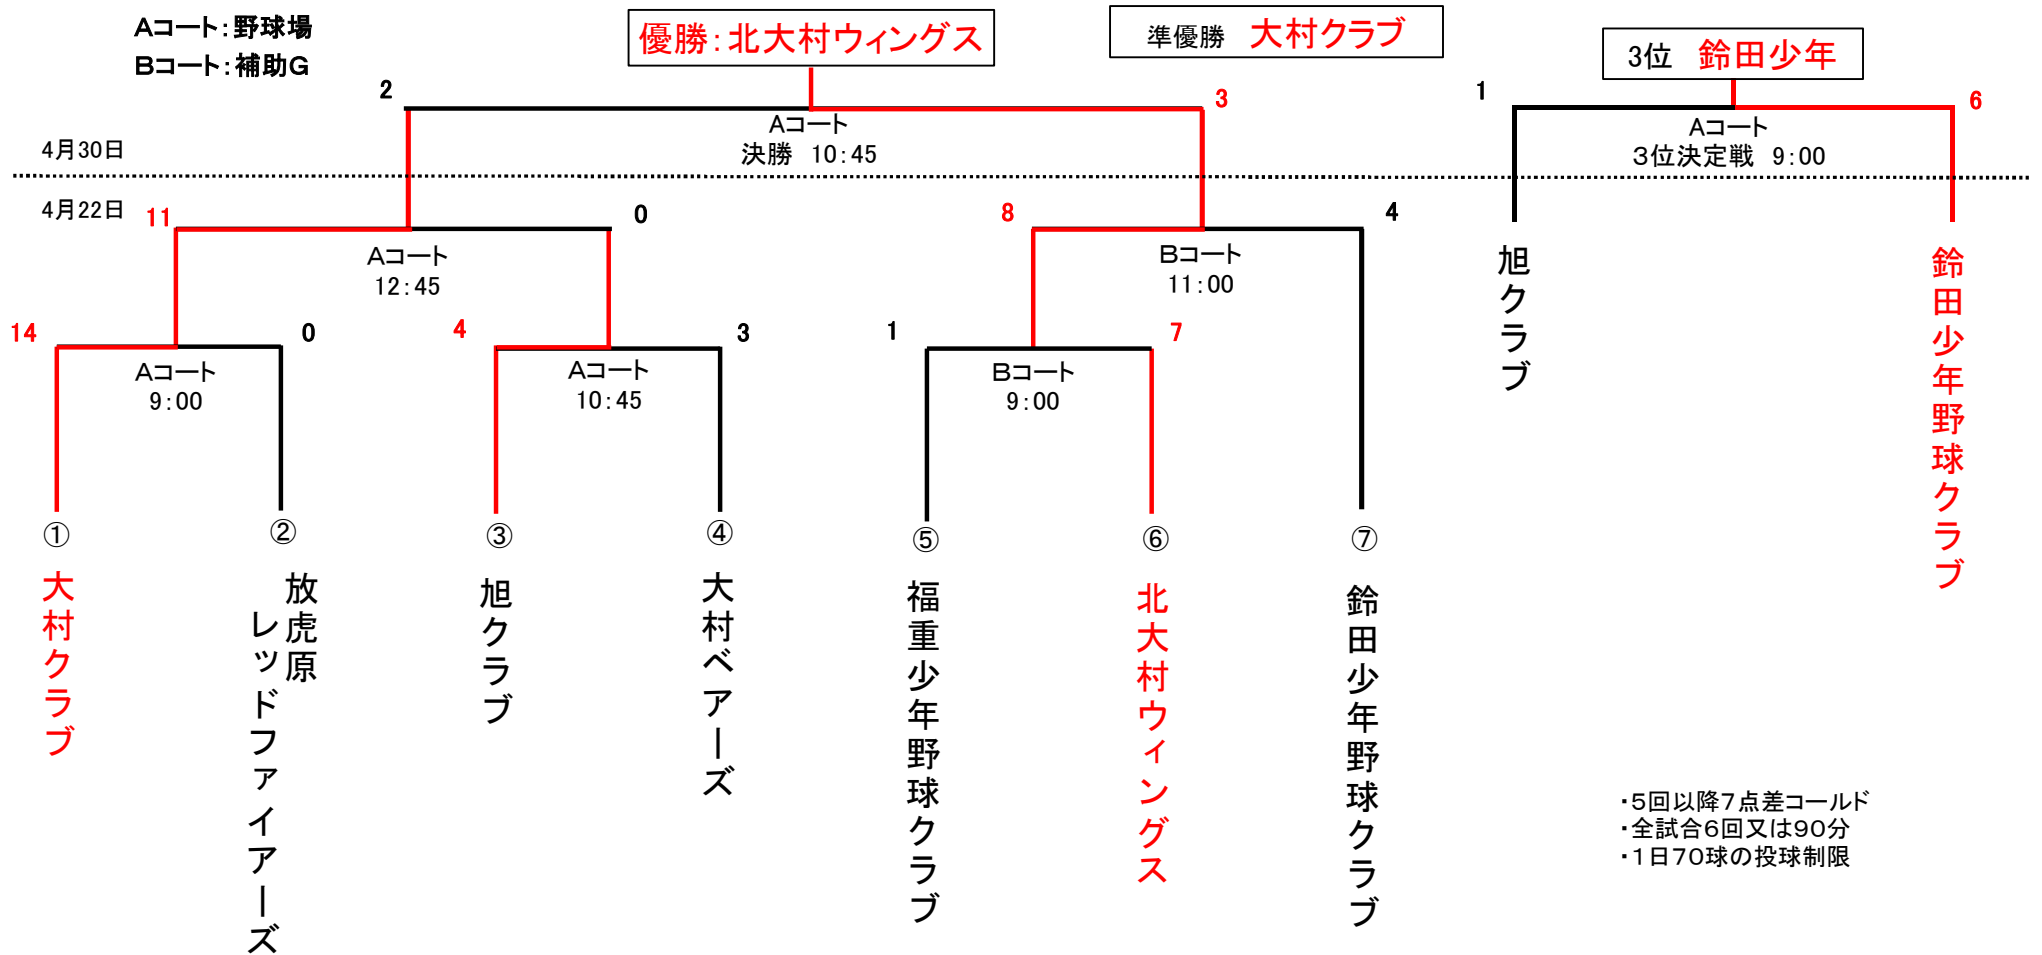 Aコート:野球場
Bコート:補助G
優勝:北大村ウィングス
準優勝 大村クラブ
3位 鈴田少年
2
3
1
6
Aコート
決勝 10:45
Aコート
3位決定戦 9:00
4月30日
4月22日
11
0
8
4
Aコート
12:45
Bコート
11:00
旭クラブ
鈴田少年野球クラブ
14
0
4
3
1
7
Aコート
9:00
Aコート
10:45
Bコート
9:00
①
②
③
④
⑤
⑥
⑦
大村クラブ
放虎原
レッドファイアーズ
旭クラブ
大村ベアーズ
福重少年野球クラブ
北大村ウィングス
鈴田少年野球クラブ
・5回以降7点差コールド
・全試合6回又は90分
・1日70球の投球制限